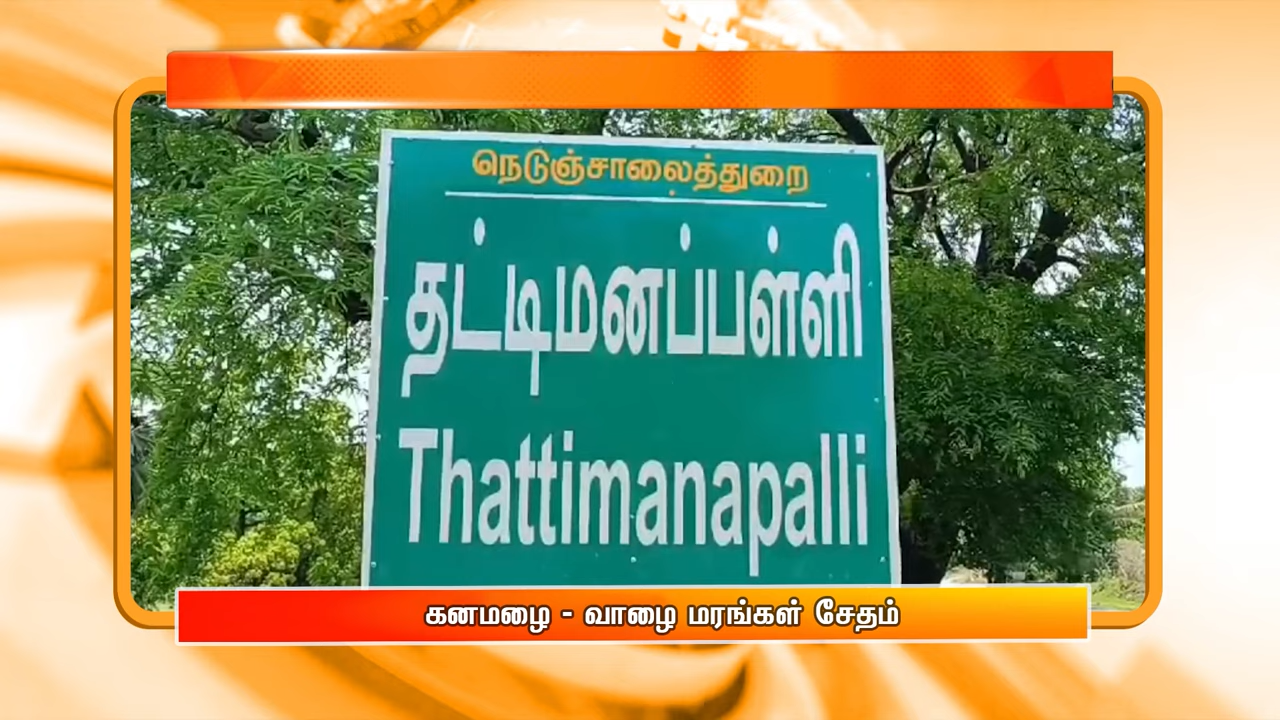 நெடுஞ்சாலைத்துறை
தட்டிமனப்பள்ளி
Thattimanapalli
கனமழை - வாழை மரங்கள் சேதம்